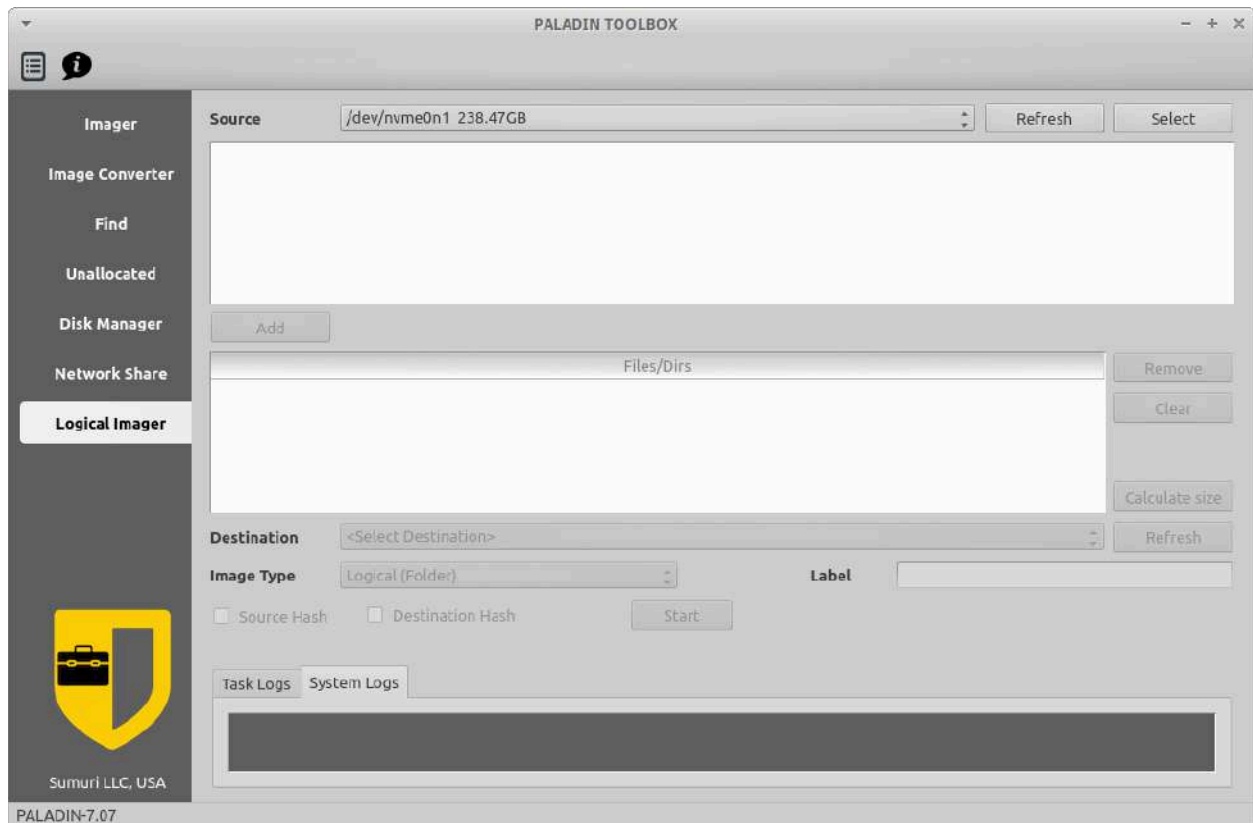 PALADIN TOOLBOX
Imager
Image Converter
Find
Unallocated
Disk Manager
Network Share
Logical Imager
Sumuri LLC, USA
Source /dev/nvme0n1 238.47GB Refresh Select
Add
Files/Dirs
Remove
Clear
Calculate size
Destination <Select Destination> Refresh
Image Type Logical (Folder) Label
Source Hash Destination Hash Start
Task Logs System Logs
PALADIN-7.07